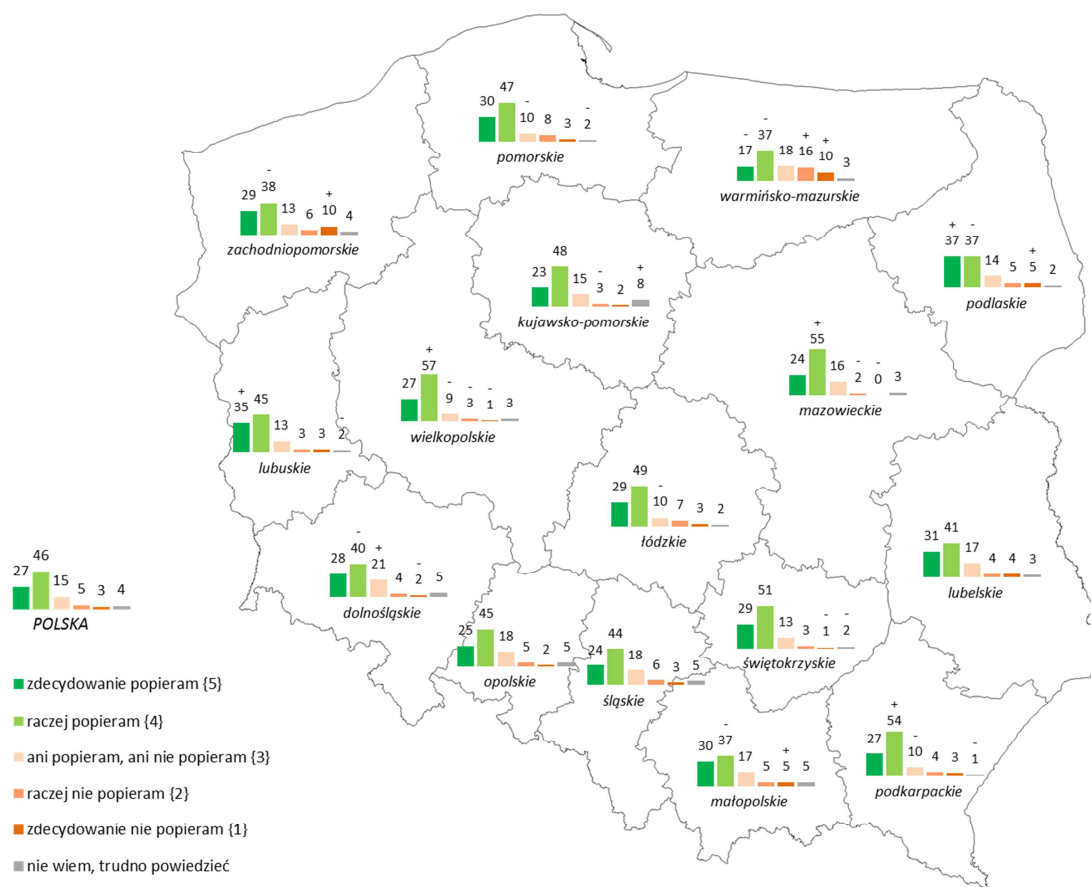 47
30 - -
10 8 3 2
pomorskie
-
- 37 + +
17 18 16 10 3
warmińsko-mazurskie
-
29 38 +
13 6 10 4
zachodniopomorskie
+ -
37 37 +
14 5 5 2
podlaskie
48
23 - +
15 3 2 8
kujawsko-pomorskie
+
55
24 16 - -
2 0 3
mazowieckie
+
57
27 - - -
9 3 1 3
wielkopolskie
+
35 45
13 3 3 -
2
lubuskie
49
29 -
10 7 3 2
łódzkie
31 41
17 4 4 3
lubelskie
-
28 40 +
21 4 - 5
2
dolnośląskie
46
27 15 5 3 4
POLSKA
51
29 13 - -
3 1 2
świętokrzyskie
45
25 18 5 2 5
opolskie
44
24 18 6 3 5
śląskie
-
30 37 +
17 5 5 5
małopolskie
+
54
27 - -
10 4 3 1
podkarpackie
zdecydowanie popieram {5}
raczej popieram {4}
ani popieram, ani nie popieram {3}
raczej nie popieram {2}
zdecydowanie nie popieram {1}
nie wiem, trudno powiedzieć